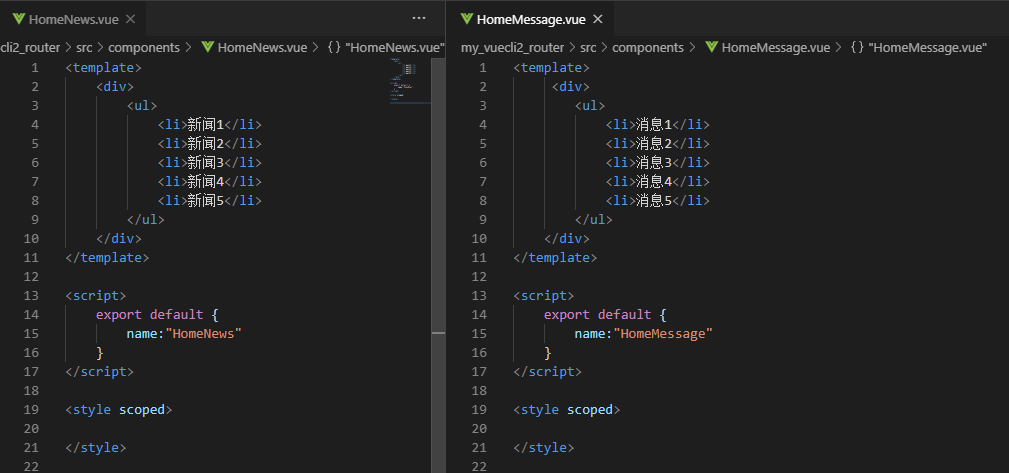 HomeNews.vue ×
cli2_router > src > components > HomeNews.vue > {} "HomeNews.vue"
1 <template>
2 <div>
3 <ul>
4 <li>新闻1</li>
5 <li>新闻2</li>
6 <li>新闻3</li>
7 <li>新闻4</li>
8 <li>新闻5</li>
9 </ul>
10 </div>
11 </template>
12
13 <script>
14 export default {
15 name:"HomeNews"
16 }
17 </script>
18
19 <style scoped>
20
21 </style>
22
HomeMessage.vue ×
my_vuecli2_router > src > components > HomeMessage.vue > {} "HomeMessage.vue"
1 <template>
2 <div>
3 <ul>
4 <li>消息1</li>
5 <li>消息2</li>
6 <li>消息3</li>
7 <li>消息4</li>
8 <li>消息5</li>
9 </ul>
10 </div>
11 </template>
12
13 <script>
14 export default {
15 name:"HomeMessage"
16 }
17 </script>
18
19 <style scoped>
20
21 </style>
22